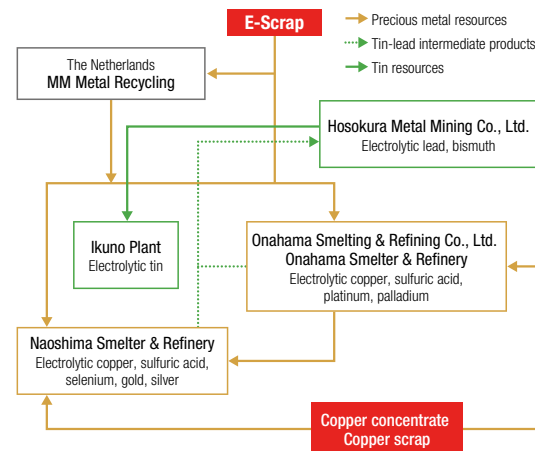 E-Scrap
Precious metal resources
Tin-lead intermediate products
Tin resources
The Netherlands
MM Metal Recycling
Hosokura Metal Mining Co., Ltd.
Electrolytic lead, bismuth
Ikuno Plant
Electrolytic tin
Onahama Smelting & Refining Co., Ltd.
Onahama Smelter & Refinery
Electrolytic copper, sulfuric acid,
platinum, palladium
Naoshima Smelter & Refinery
Electrolytic copper, sulfuric acid,
selenium, gold, silver
Copper concentrate
Copper scrap